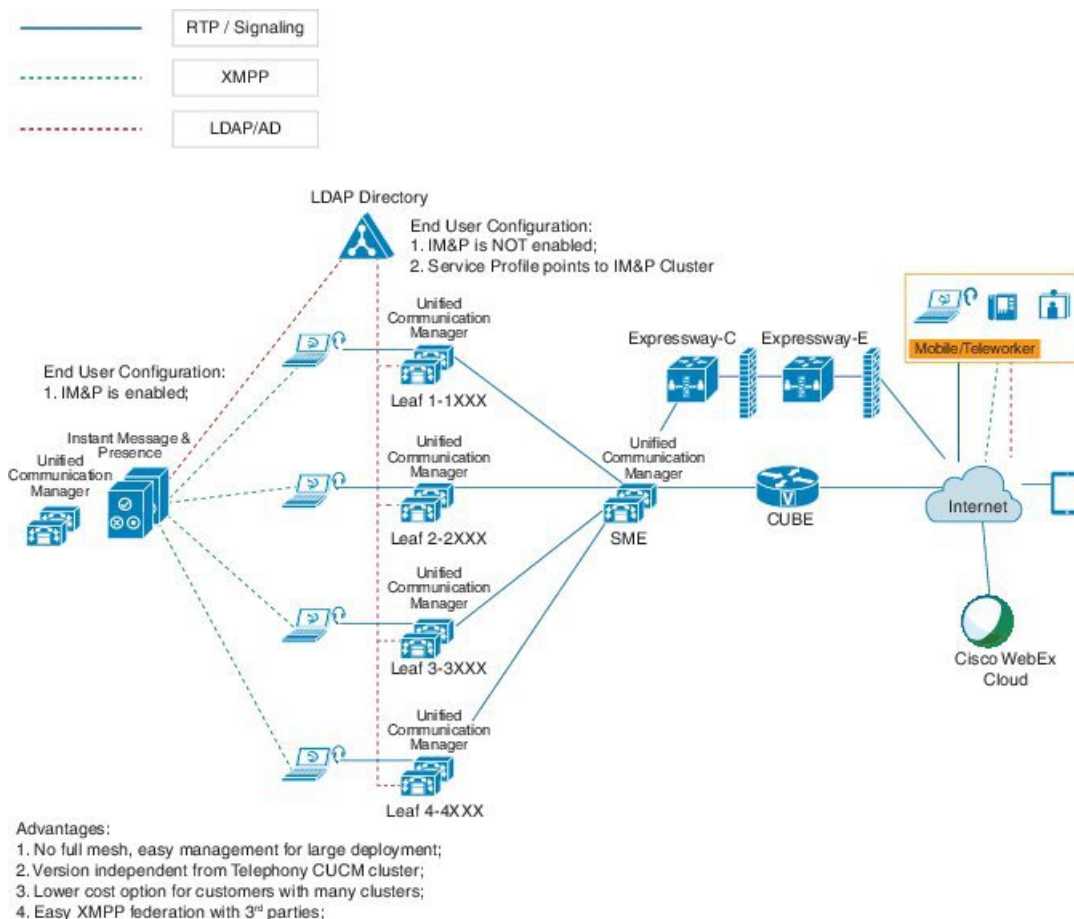 RTP / Signaling
XMPP
LDAP/AD
LDAP Directory
End User Configuration:
1. IM&P is NOT enabled;
2. Service Profile points to IM&P Cluster
Unified
Communication
Manager
Leaf 1-1XXX
End User Configuration:
1. IM&P is enabled;
Instant Message &
Presence
Unified
Communication
Manager
Unified
Communication
Manager
Leaf 2-2XXX
Unified
Communication
Manager
Leaf 3-3XXX
Unified
Communication
Manager
Leaf 4-4XXX
Expressway-C
Expressway-E
Unified
Communication
Manager
SME
V
CUBE
Mobile/Teleworker
Internet
Cisco WebEx
Cloud
Advantages:
1. No full mesh, easy management for large deployment;
2. Version independent from Telephony CUCM cluster;
3. Lower cost option for customers with many clusters;
4. Easy XMPP federation with 3rd parties;